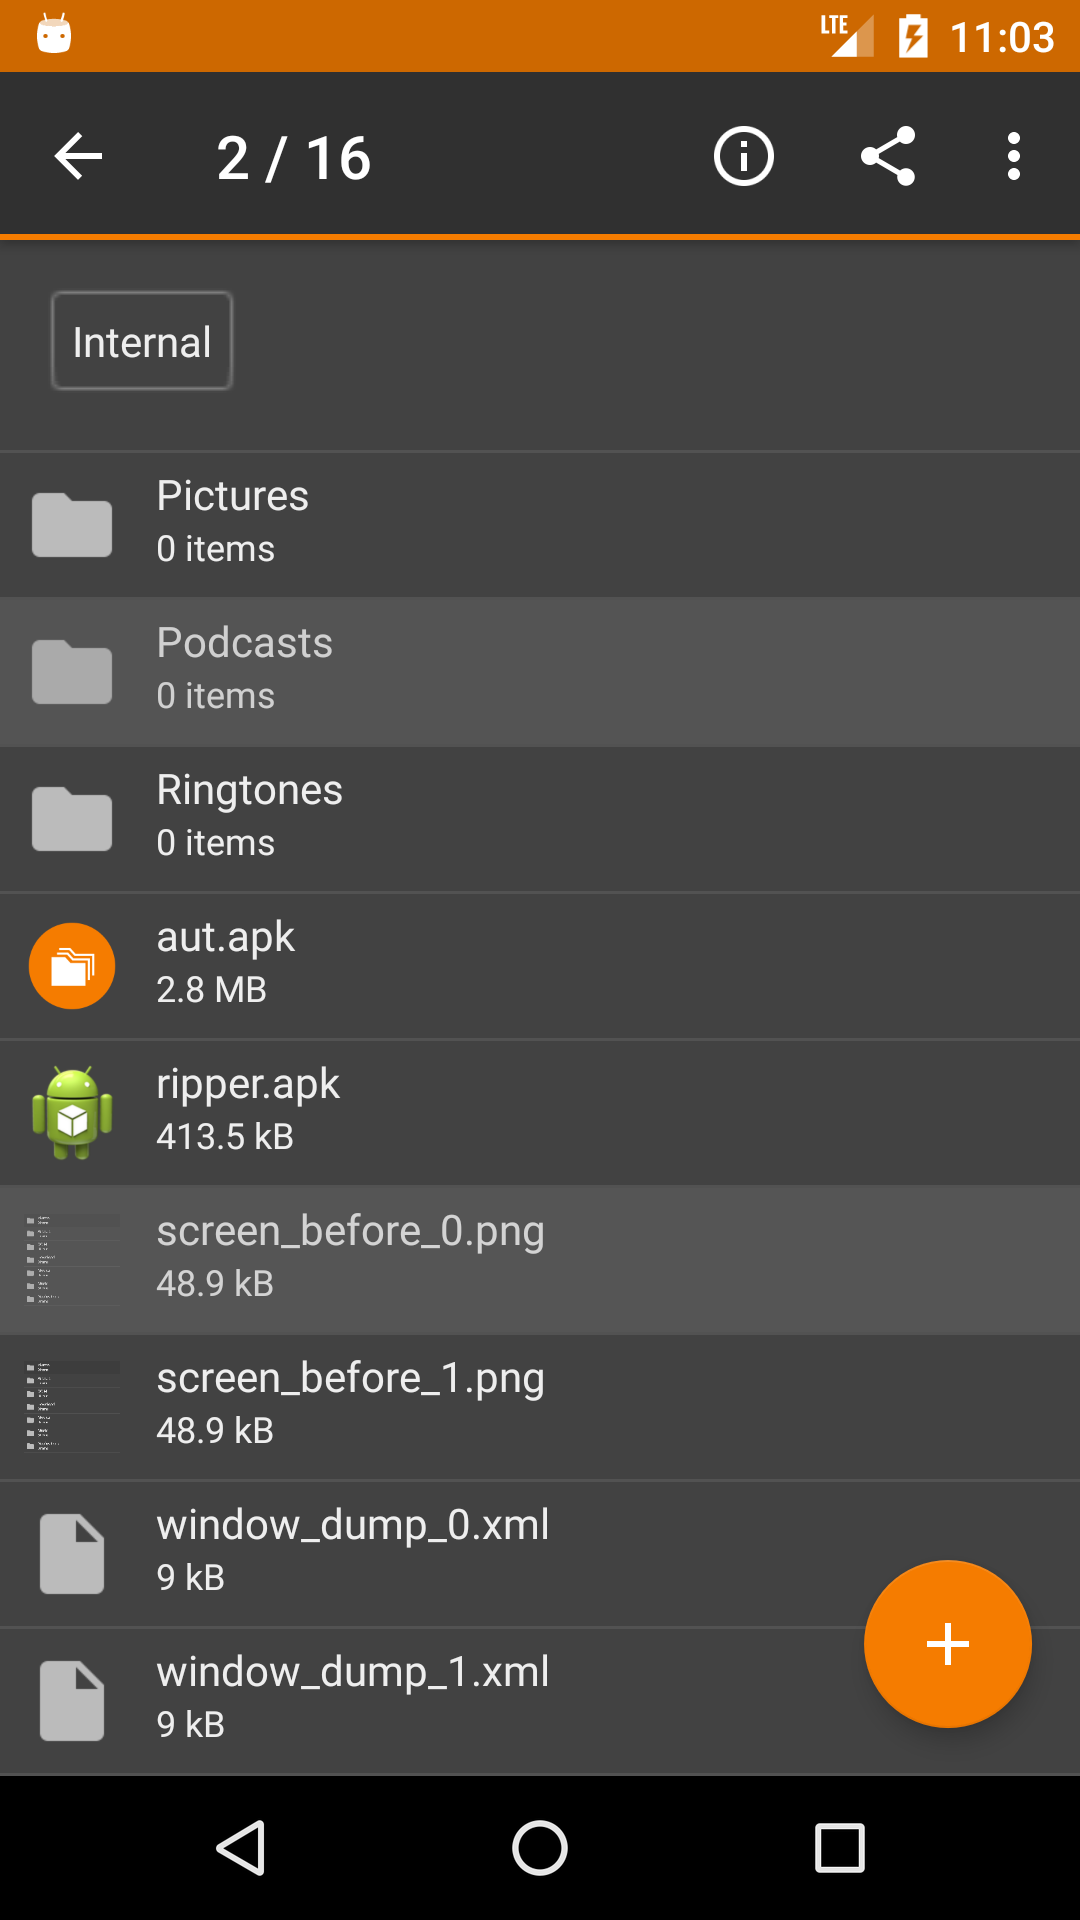 LTE 11:03
2 / 16
Internal
Pictures
0 items
Podcasts
0 items
Ringtones
0 items
aut.apk
2.8 MB
ripper.apk
413.5 kB
screen_before_0.png
48.9 kB
screen_before_1.png
48.9 kB
window_dump_0.xml
9 kB
window_dump_1.xml
9 kB